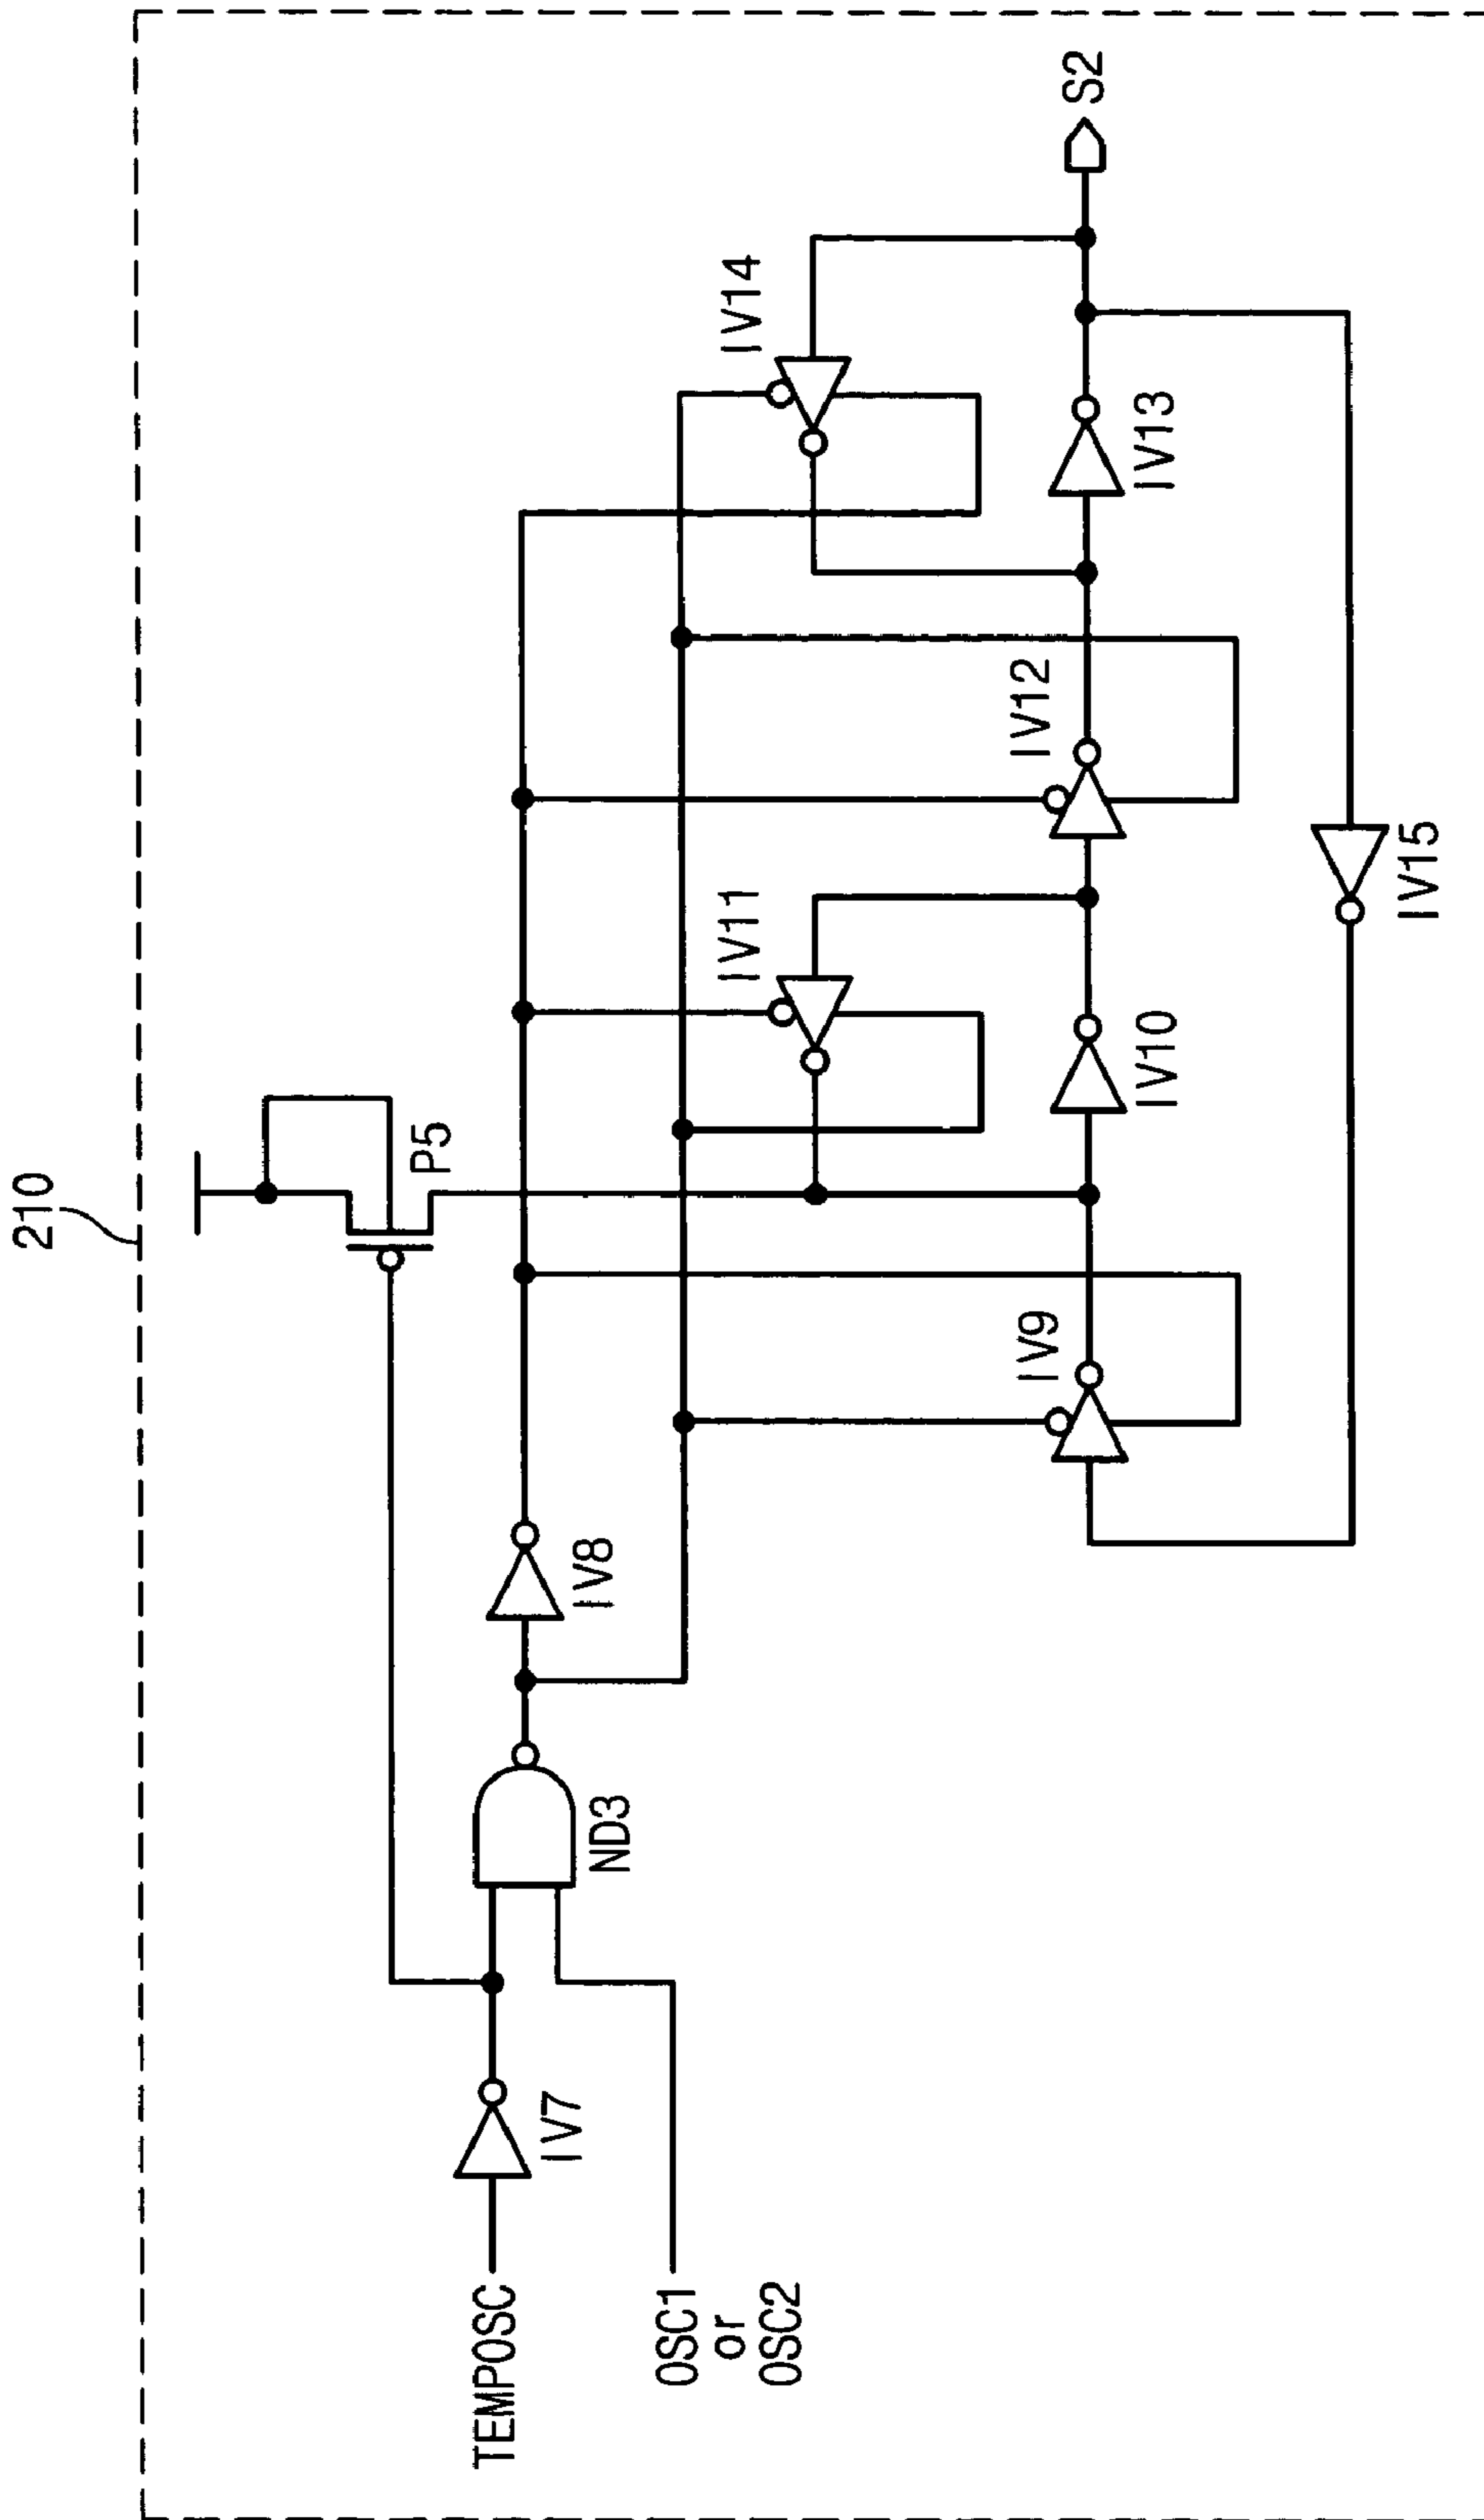 210
TEMPOSC
OSC1
or
OSC2
IV7
ND3
IV8
P5
IV9
IV10
IV11
IV12
IV13
IV14
IV15
S2